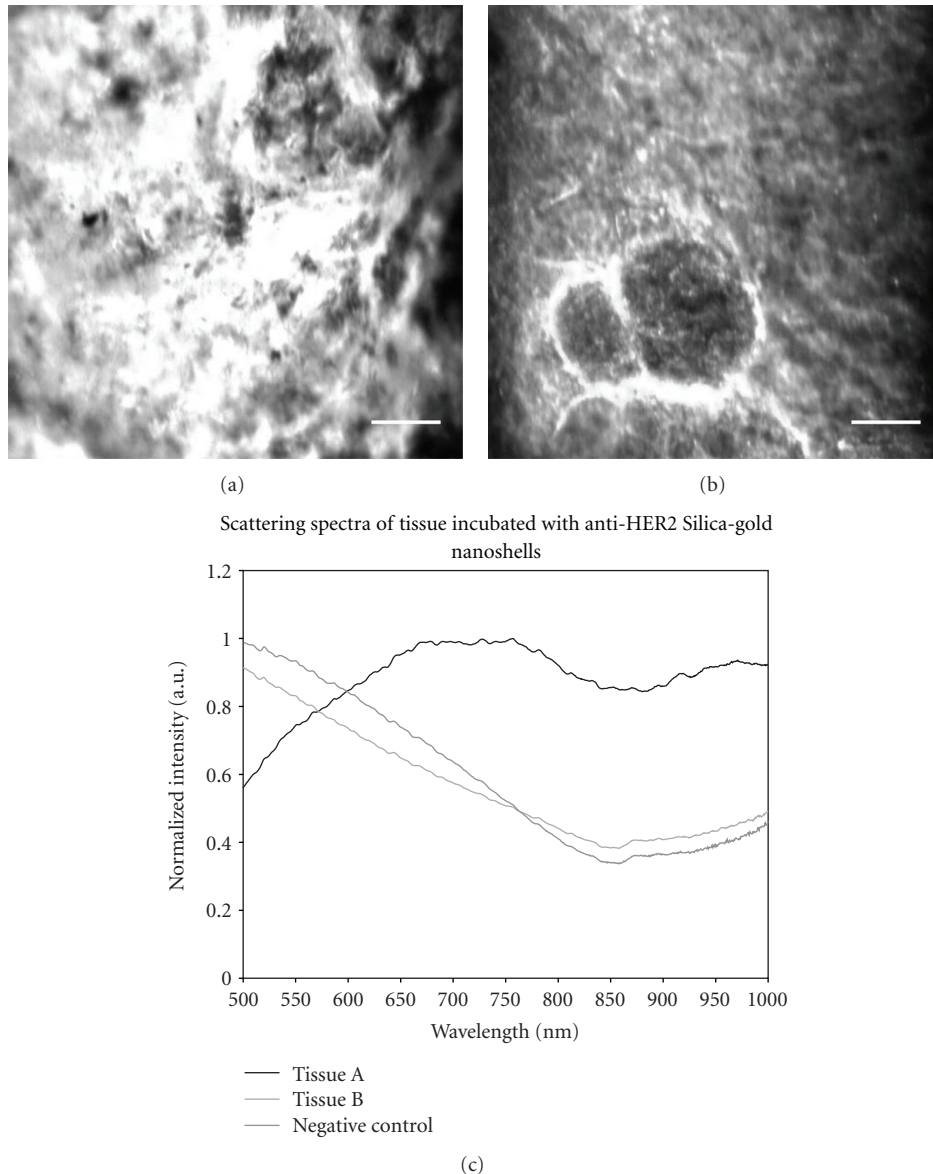 (a)
(b)
Scattering spectra of tissue incubated with anti-HER2 Silica-gold
nanoshells
1.2
1
0.8
0.6
0.4
0.2
0
Normalized intensity (a.u.)
500 550 600 650 700 750 800 850 900 950 1000
Wavelength (nm)
Tissue A
Tissue B
Negative control
(c)